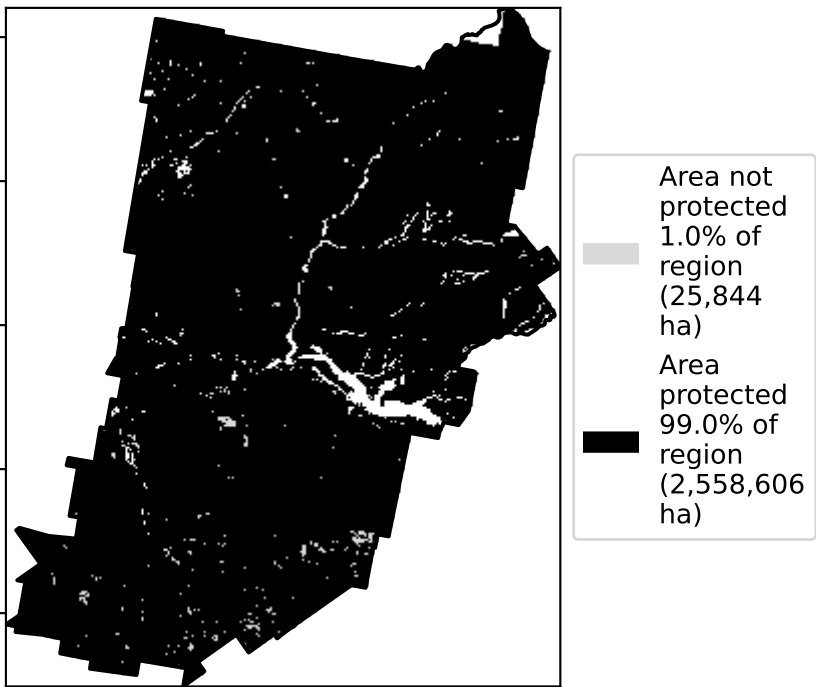 Area not
protected
1.0% of
region
(25,844
ha)
Area
protected
99.0% of
region
(2,558,606
ha)